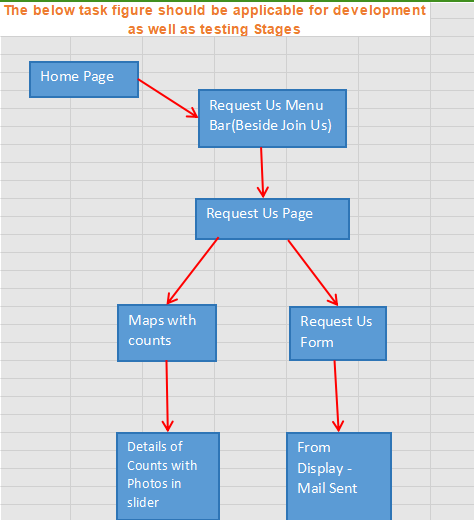 The below task figure should be applicable for development
as well as testing Stages
Home Page
Request Us Menu
Bar(Beside Join Us)
Request Us Page
Maps with
counts
Request Us
Form
Details of
Counts with
Photos in
slider
From
Display -
Mail Sent